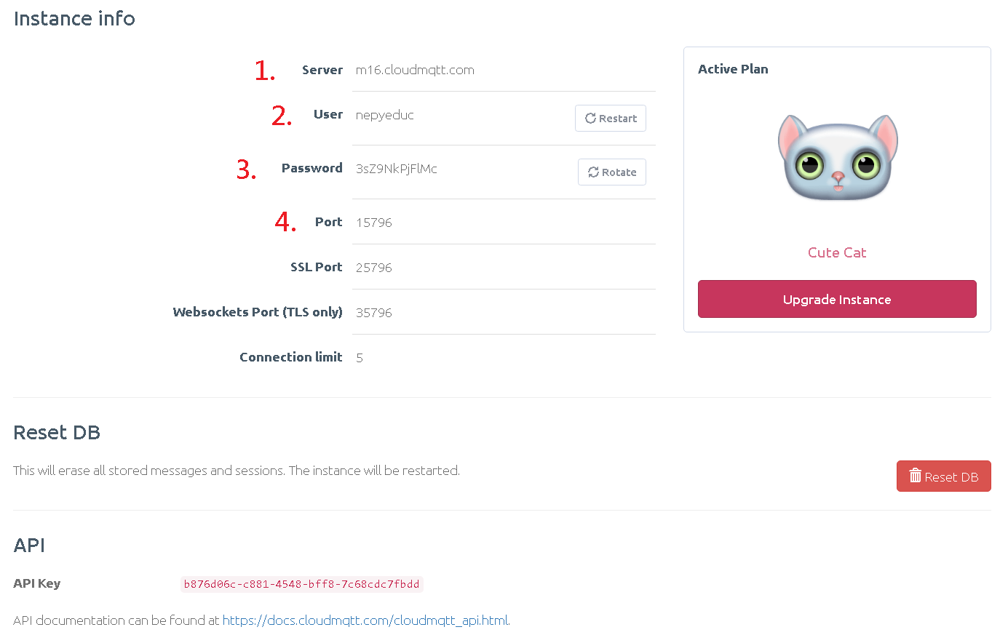 Instance info
1. Server m16.cloudmqtt.com
2. User nepyeduc Restart
3. Password 3sZ9NkPjFlMc Rotate
4. Port 15796
SSL Port 25796
Websockets Port (TLS only) 35796
Connection limit 5
Active Plan
Cute Cat
Upgrade Instance
Reset DB
This will erase all stored messages and sessions. The instance will be restarted.
Reset DB
API
API Key b876d06c-c881-4548-bff8-7c68cdc7fbdd
API documentation can be found at https://docs.cloudmqtt.com/cloudmqtt_api.html.